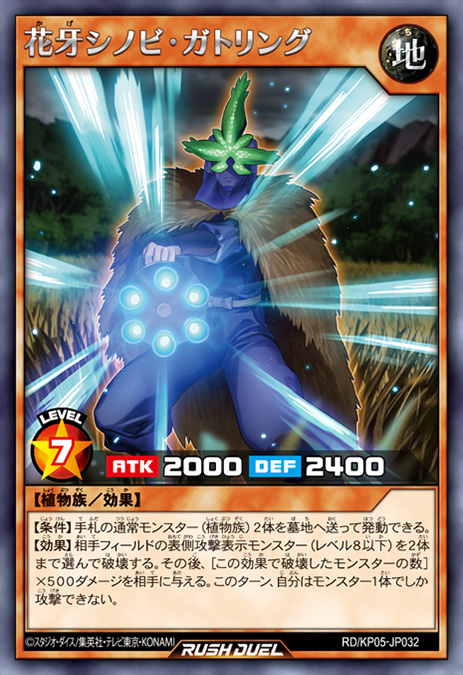 花牙シノビ・ガトリング
かげ
地
ち
LEVEL
7
ATK 2000 DEF 2400
【植物族／効果】
【条件】手札の通常モンスター（植物族）2体を墓地へ送って発動できる。
【効果】相手フィールドの表側攻撃表示モンスター（レベル8以下）を2体
まで選んで破壊する。その後、［この効果で破壊したモンスターの数］
×500ダメージを相手に与える。このターン、自分はモンスター1体でしか
攻撃できない。
©スタジオ・ダイス/集英社・テレビ東京・KONAMI
RUSH DUEL
RD/KP05-JP032